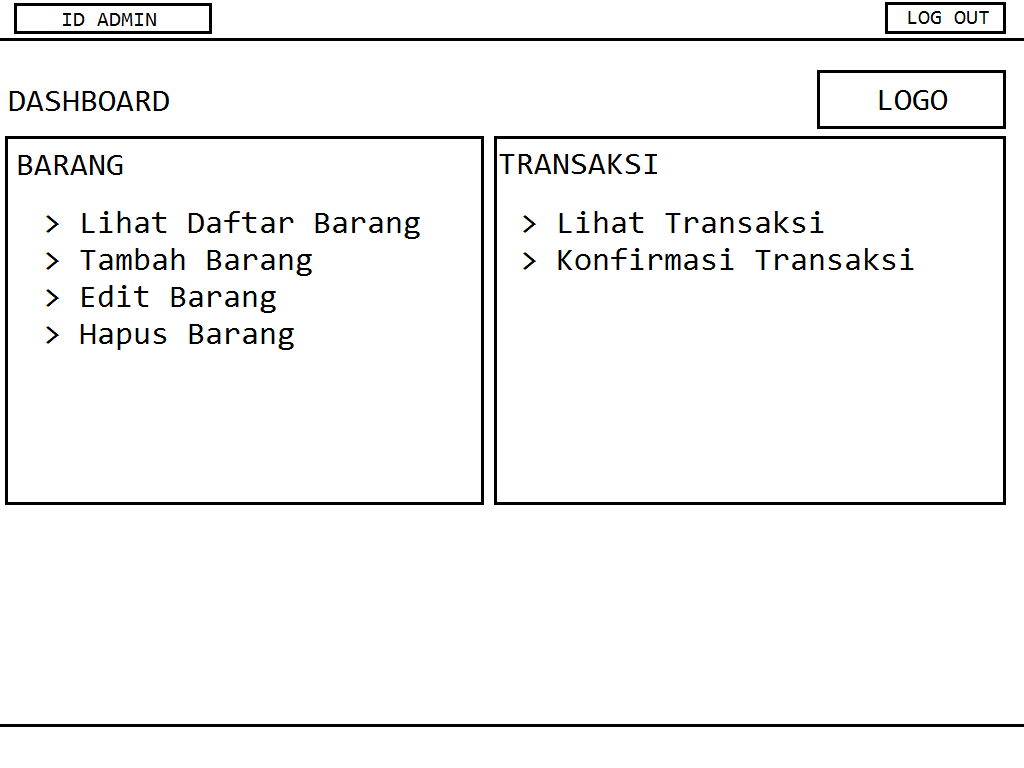 ID ADMIN
LOG OUT
DASHBOARD
LOGO
BARANG
> Lihat Daftar Barang
> Tambah Barang
> Edit Barang
> Hapus Barang
TRANSAKSI
> Lihat Transaksi
> Konfirmasi Transaksi